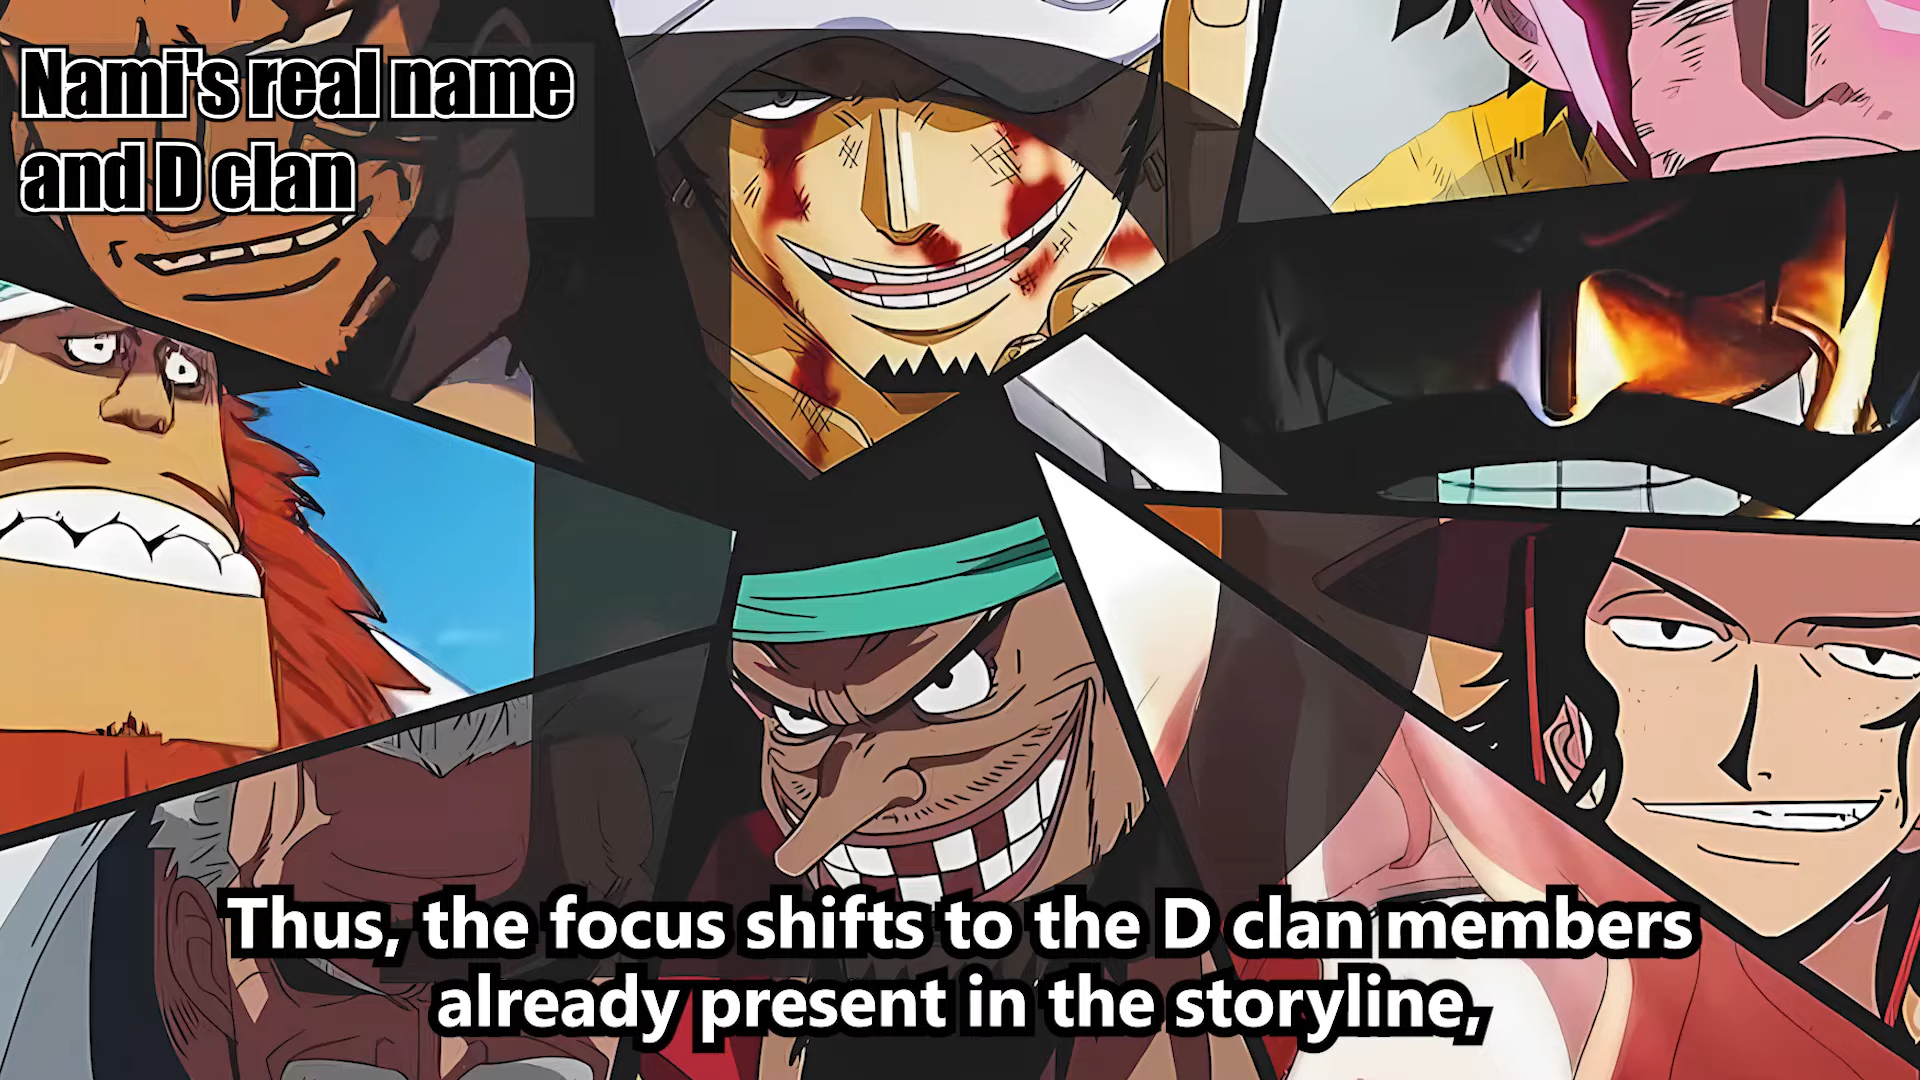 Nami's real name
and D clan
Thus, the focus shifts to the D clan members
already present in the storyline,